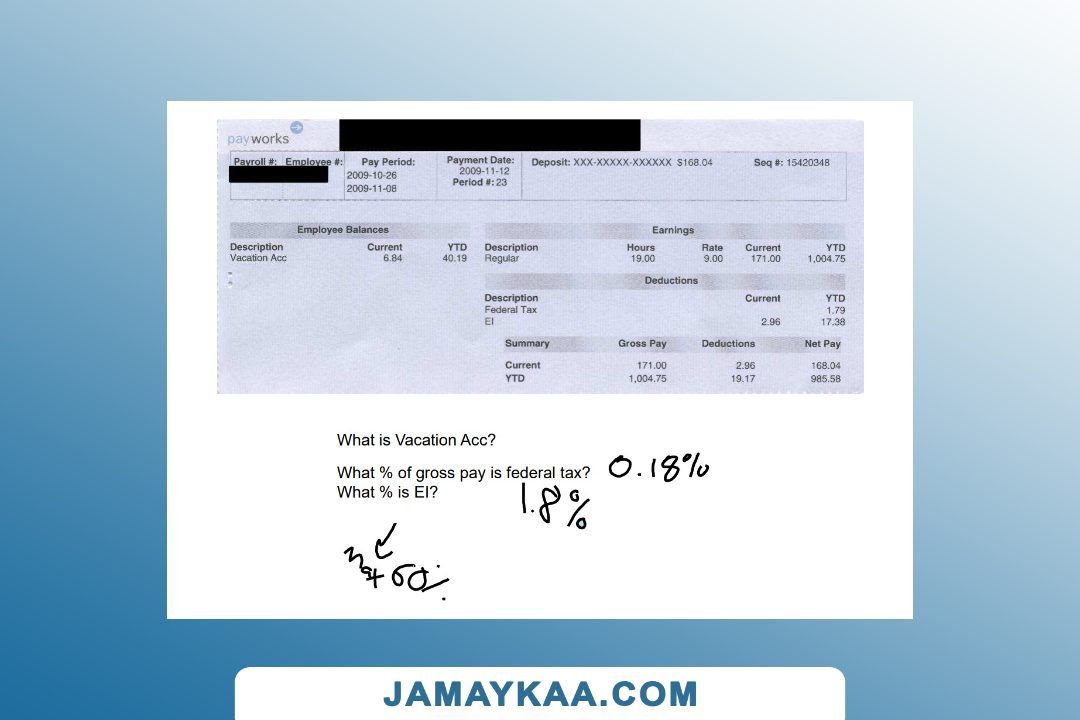 payworks
Payroll #: Employee #: Pay Period: Payment Date: Deposit: XXX-XXXXX-XXXXXX $168.04 Seq #: 15420348
2009-10-26 2009-11-12
2009-11-08 Period #: 23
Employee Balances Earnings
Description Current YTD Description Hours Rate Current YTD
Vacation Acc 6.84 40.19 Regular 19.00 9.00 171.00 1,004.75
Deductions
Description Current YTD
Federal Tax 1.79
EI 2.96 17.38
Summary Gross Pay Deductions Net Pay
Current 171.00 2.96 168.04
YTD 1,004.75 19.17 985.58
What is Vacation Acc?
What % of gross pay is federal tax? 0.18%
What % is EI? 1.8%
JAMAYKAA.COM